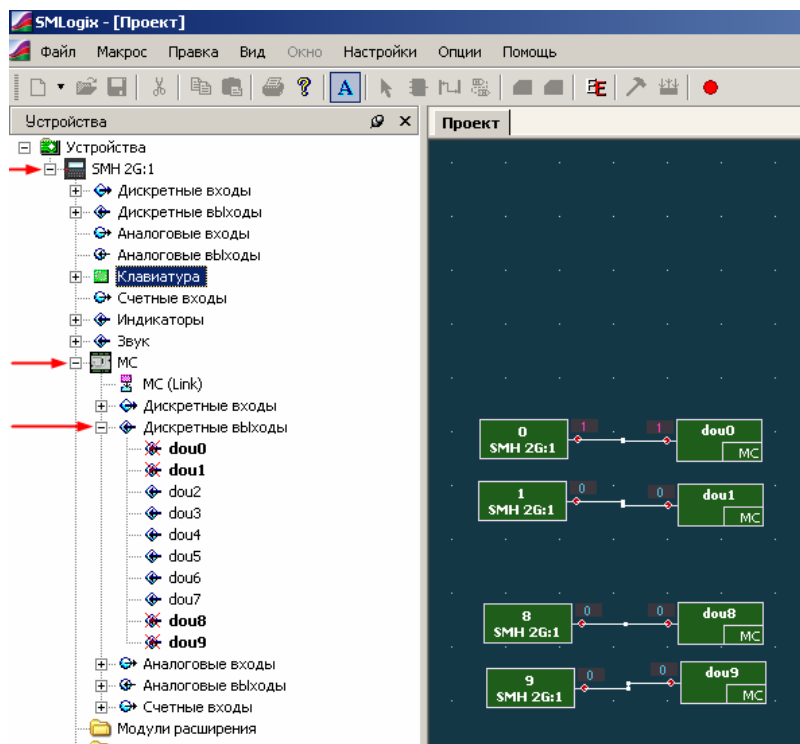 SMLogix - [Проект]
Файл Макрос Правка Вид Окно Настройки Опции Помощь
A
Устройства
Проект
Устройства
SMH 2G:1
Дискретные входы
Дискретные выходы
Аналоговые входы
Аналоговые выходы
Клавиатура
Счетные входы
Индикаторы
Звук
MC
MC (Link)
Дискретные входы
Дискретные выходы
dou0
dou1
dou2
dou3
dou4
dou5
dou6
dou7
dou8
dou9
Аналоговые входы
Аналоговые выходы
Счетные входы
Модули расширения
0
SMH 2G:1
1
1
dou0
MC
1
SMH 2G:1
0
0
dou1
MC
8
SMH 2G:1
0
0
dou8
MC
9
SMH 2G:1
0
0
dou9
MC